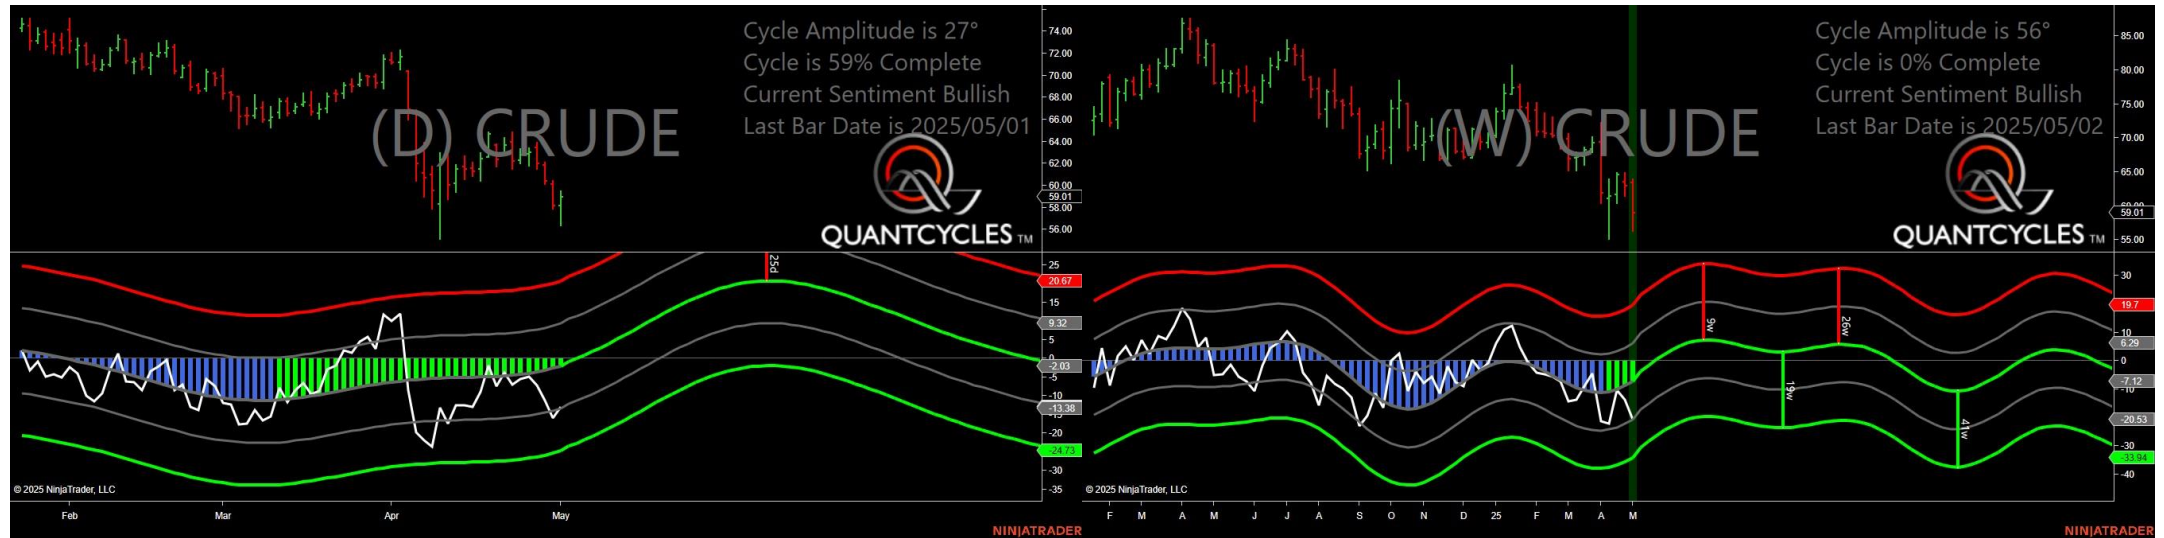 Cycle Amplitude is 27°
Cycle is 59% Complete
Current Sentiment Bullish
Last Bar Date is 2025/05/01
(D) CRUDE
QUANTCYCLES TM
74.00
72.00
70.00
68.00
66.00
64.00
62.00
60.00
59.01
58.00
56.00
25d
25
20.67
15
9.32
5
0
-2.03
-5
-10
-13.38
-15
-20
-24.73
-30
-35
© 2025 NinjaTrader, LLC
Feb
Mar
Apr
May
NINJATRADER
Cycle Amplitude is 56°
Cycle is 0% Complete
Current Sentiment Bullish
Last Bar Date is 2025/05/02
(W) CRUDE
QUANTCYCLES TM
85.00
80.00
75.00
70.00
65.00
60.00
59.01
55.00
9w
26w
19w
41w
30
19.7
10
6.29
0
-7.12
-10
-20.53
-30
-33.94
-40
© 2025 NinjaTrader, LLC
F
M
A
M
J
J
A
S
O
N
D
25
F
M
A
M
NINJATRADER